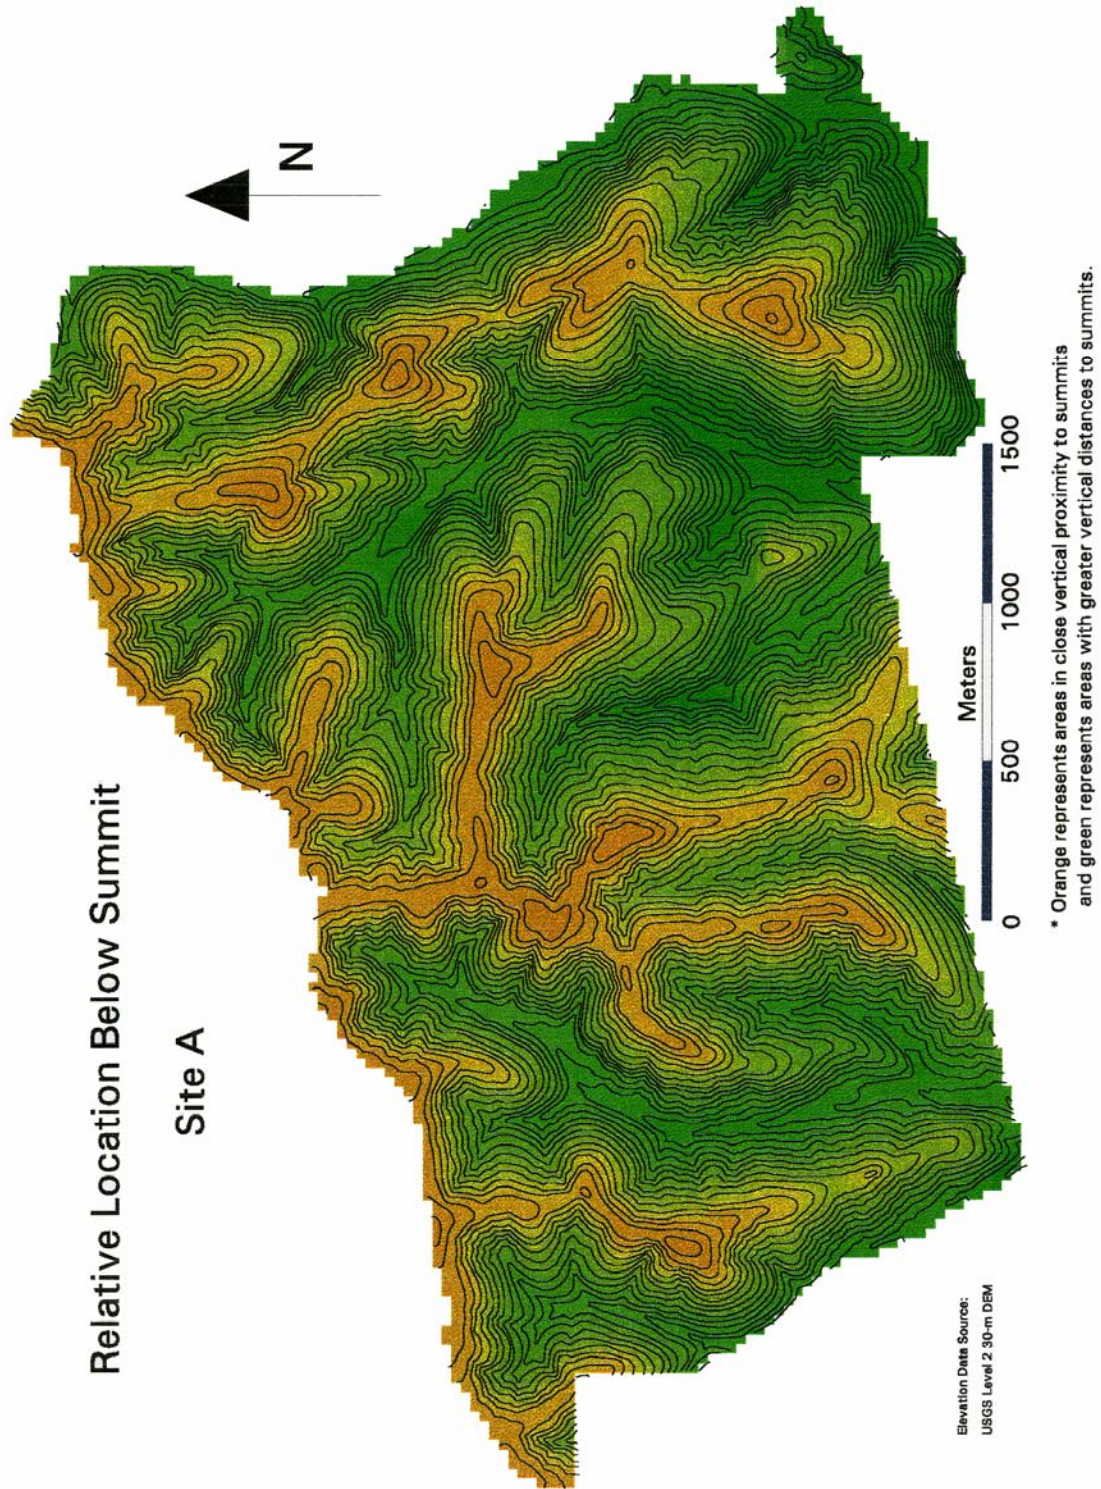 Relative Location Below Summit
Site A
N
Meters
0 500 1000 1500
* Orange represents areas in close vertical proximity to summits
and green represents areas with greater vertical distances to summits.
Elevation Data Source:
USGS Level 2 30-m DEM